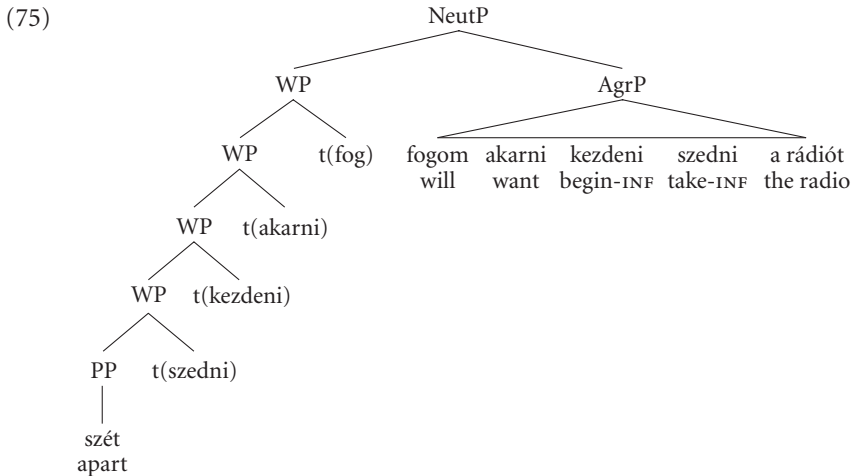 (75) NeutP
WP AgrP
WP t(fog) fogom akarni kezdeni szedni a rádiót
will want begin-INF take-INF the radio
WP t(akarni)
WP t(kezdeni)
PP t(szedni)
szét
apart